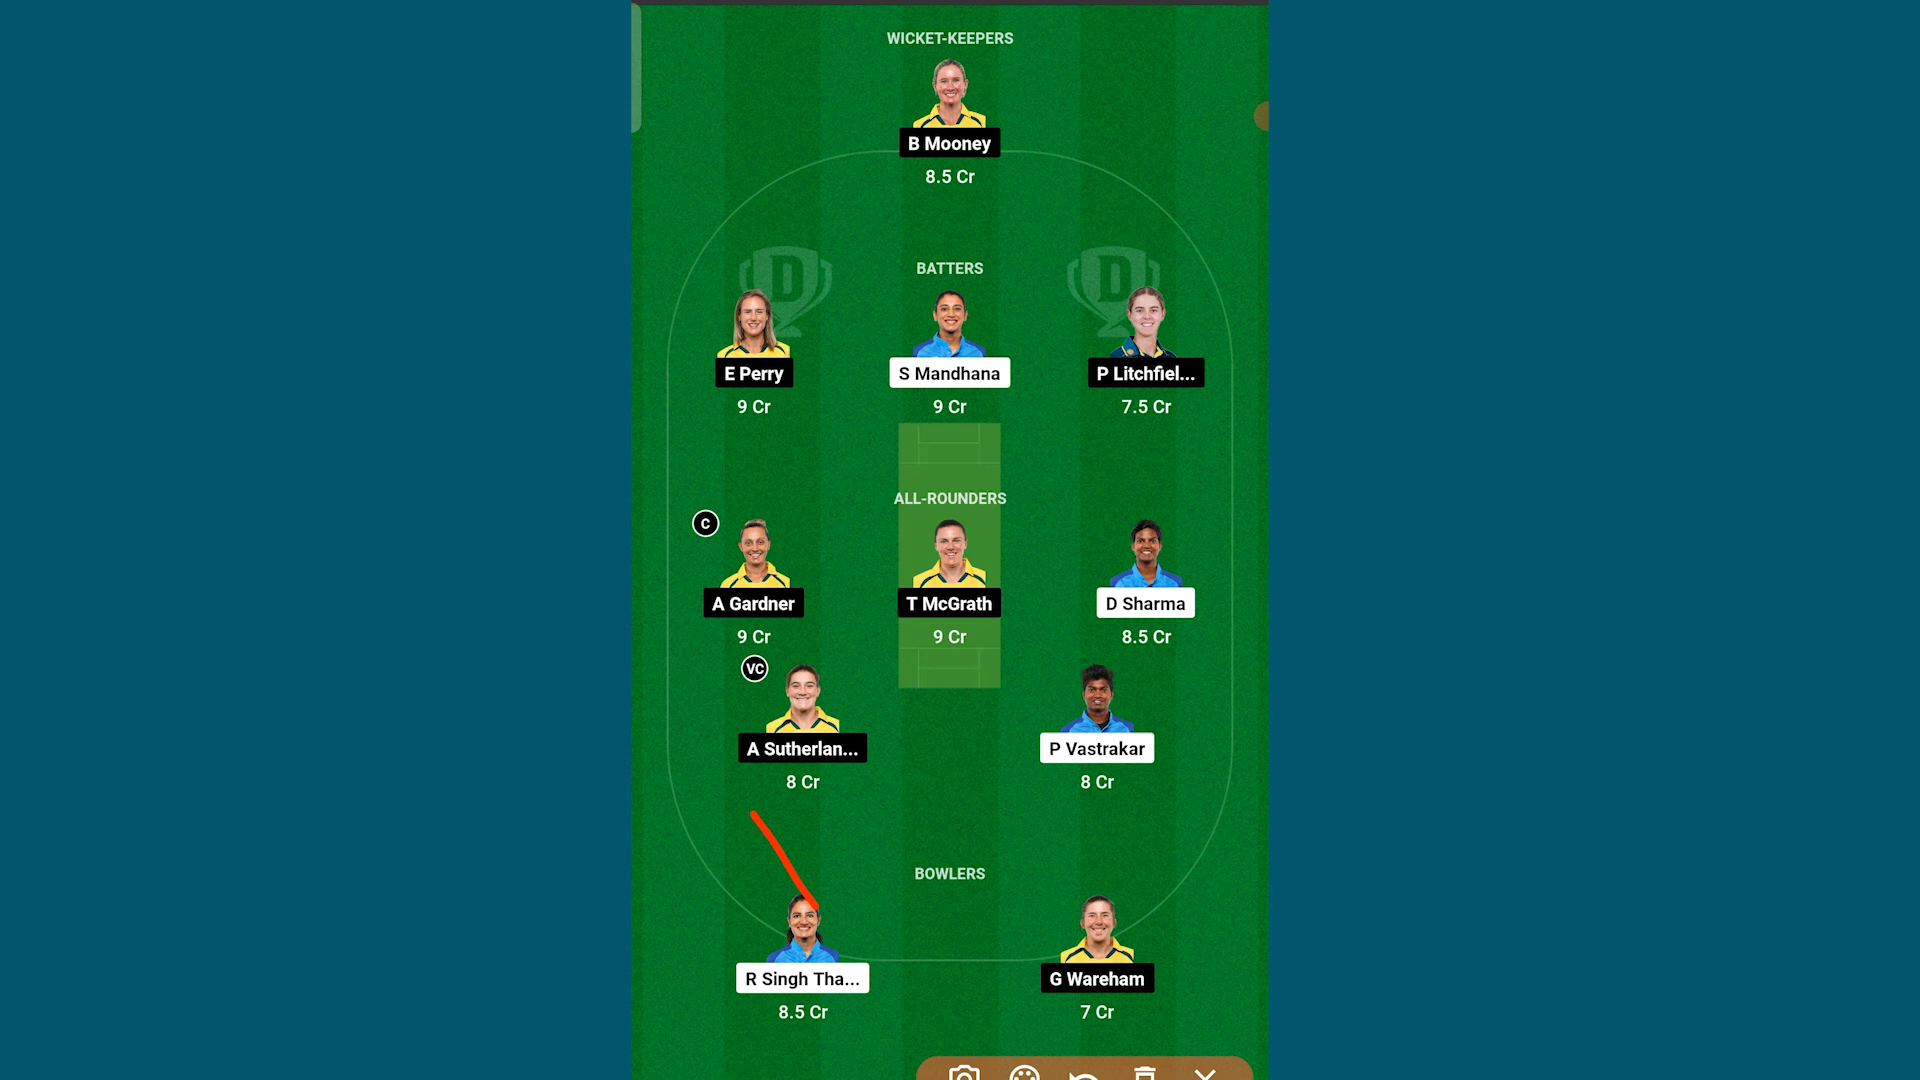 WICKET-KEEPERS
B Mooney
8.5 Cr
BATTERS
D
D
E Perry
S Mandhana
P Litchfiel...
9 Cr
9 Cr
7.5 Cr
ALL-ROUNDERS
C
A Gardner
T McGrath
D Sharma
9 Cr
9 Cr
8.5 Cr
VC
A Sutherlan...
P Vastrakar
8 Cr
8 Cr
BOWLERS
R Singh Tha...
G Wareham
8.5 Cr
7 Cr